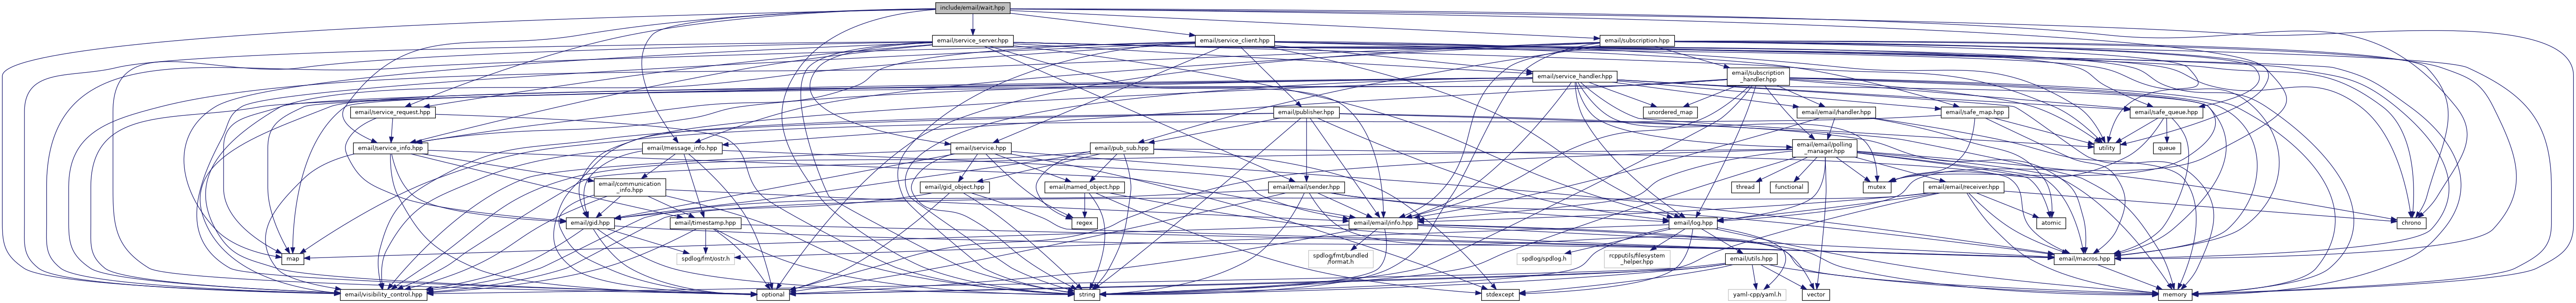 include/email/wait.hpp
email/service_server.hpp
email/service_client.hpp
email/subscription.hpp
email/service_handler.hpp
email/subscription
_handler.hpp
email/service_request.hpp
email/publisher.hpp
unordered_map
email/email/handler.hpp
email/safe_map.hpp
email/safe_queue.hpp
email/service_info.hpp
email/message_info.hpp
email/service.hpp
email/pub_sub.hpp
email/email/polling
_manager.hpp
utility
queue
email/communication
_info.hpp
email/gid_object.hpp
email/named_object.hpp
email/email/sender.hpp
thread
functional
mutex
email/email/receiver.hpp
email/gid.hpp
email/timestamp.hpp
regex
email/email/info.hpp
email/log.hpp
atomic
chrono
map
spdlog/fmt/ostr.h
spdlog/fmt/bundled
/format.h
spdlog/spdlog.h
rcpputils/filesystem
_helper.hpp
email/utils.hpp
email/macros.hpp
email/visibility_control.hpp
optional
string
stdexcept
yaml-cpp/yaml.h
vector
memory